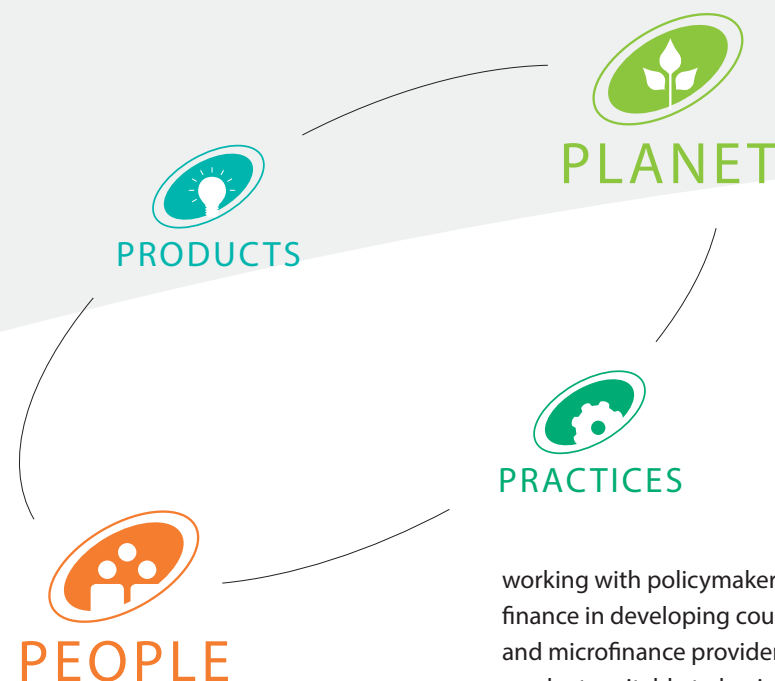 PLANET
PRODUCTS
PRACTICES
PEOPLE
working with policymaker
finance in developing cou
and microfinance provider